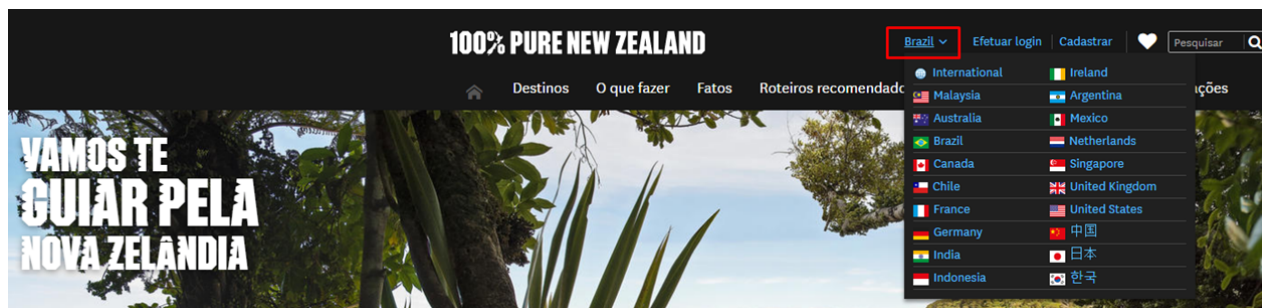 100% PURE NEW ZEALAND
Brazil
Efetuar login
Cadastrar
Pesquisar
Destinos
O que fazer
Fatos
Roteiros recomendado
ções
VAMOS TE
GUIAR PELA
NOVA ZELÂNDIA
International
Malaysia
Australia
Brazil
Canada
Chile
France
Germany
India
Indonesia
Ireland
Argentina
Mexico
Netherlands
Singapore
United Kingdom
United States
中国
日本
한국